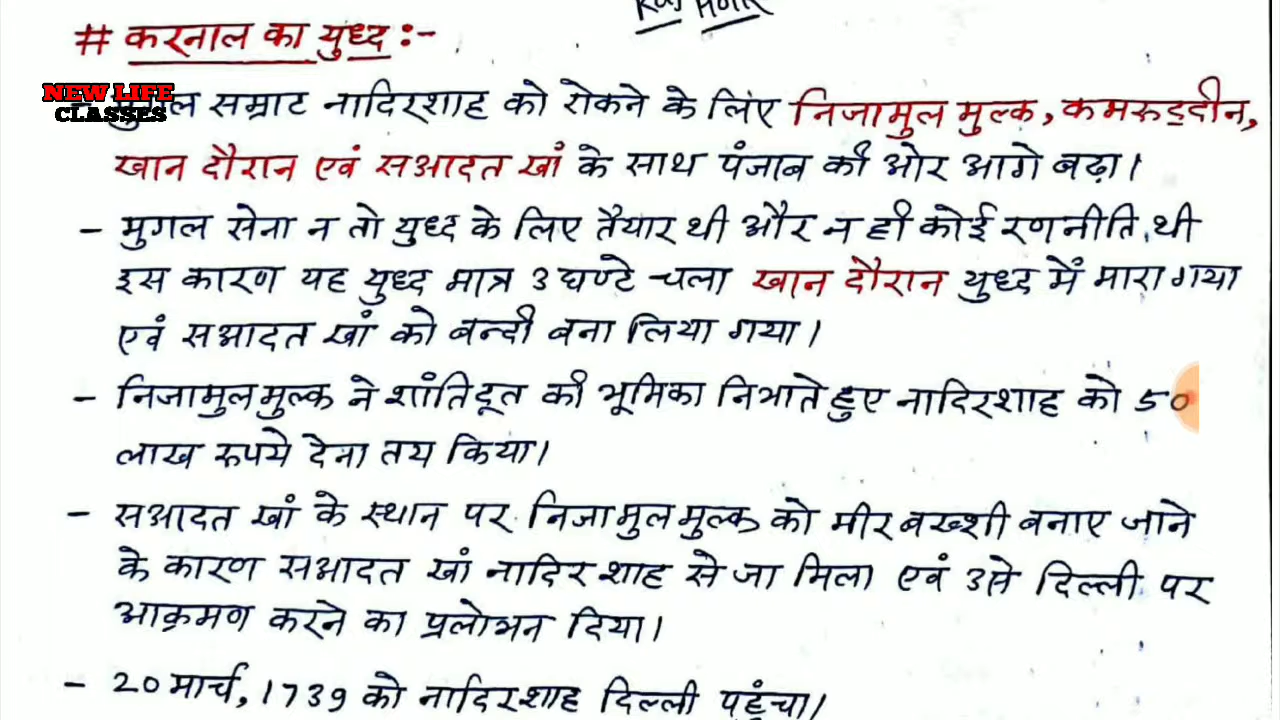 # करनाल का युध्द :-
NEW LIFE
CLASSES
- मुगल सम्राट नादिरशाह को रोकने के लिए निजामुल मुल्क, कमरुद्दीन,
खान दौरान एवं सआदत खां के साथ पंजाब की ओर आगे बढ़ा।
- मुगल सेना न तो युध्द के लिए तैयार थी और न ही कोई रणनीति थी
इस कारण यह युध्द मात्र 3 घण्टे चला खान दौरान युध्द में मारा गया
एवं सआदत खां को बन्दी बना लिया गया।
- निजामुलमुल्क ने शांतिदूत की भूमिका निभाते हुए नादिरशाह को 50
लाख रुपये देना तय किया।
- सआदत खां के स्थान पर निजामुलमुल्क को मीर बख्शी बनाए जाने
के कारण सआदत खां नादिर शाह से जा मिला एवं उसे दिल्ली पर
आक्रमण करने का प्रलोभन दिया।
- 20 मार्च, 1739 को नादिरशाह दिल्ली पहुंचा।